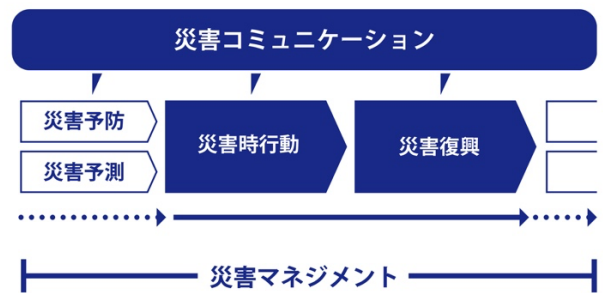 災害コミュニケーション
災害予防
災害予測
災害時行動
災害復興
災害マネジメント